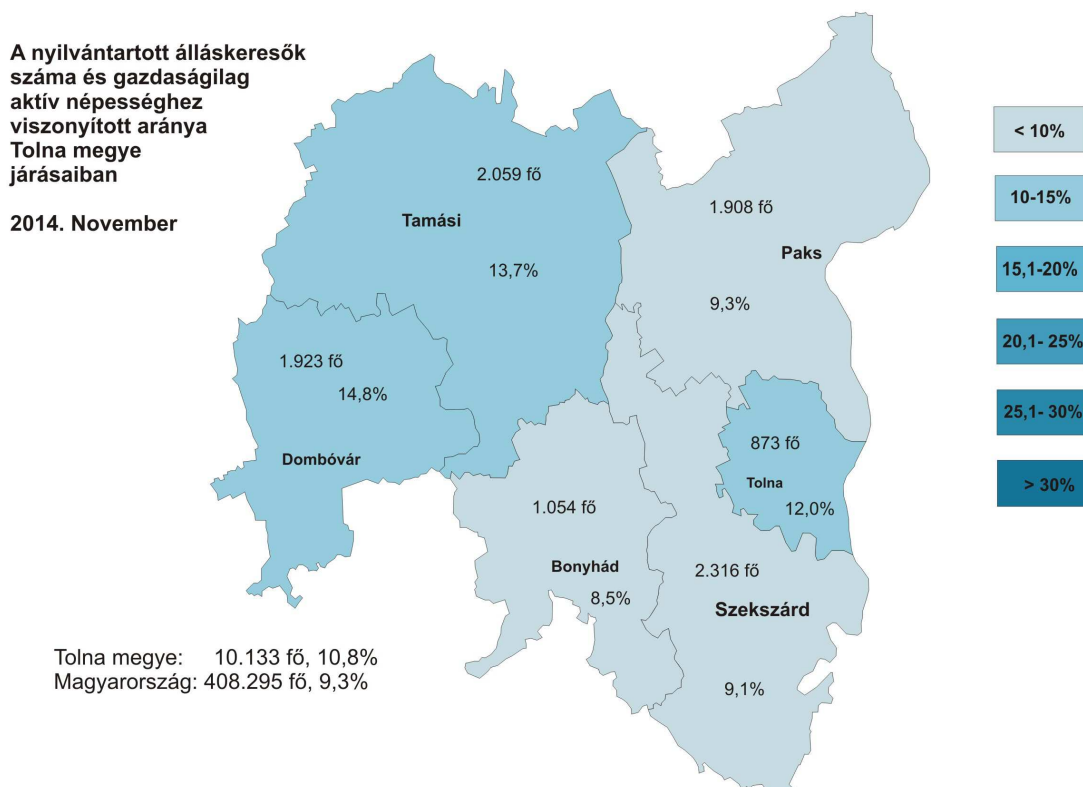 A nyilvántartott álláskeresők
száma és gazdaságilag
aktív népességhez
viszonyított aránya
Tolna megye
járásaiban
2014. November
2.059 fő
Tamási
13,7%
1.908 fő
Paks
9,3%
1.923 fő
14,8%
Dombóvár
873 fő
Tolna
12,0%
1.054 fő
Bonyhád
8,5%
2.316 fő
Szekszárd
9,1%
Tolna megye: 10.133 fő, 10,8%
Magyarország: 408.295 fő, 9,3%
< 10%
10-15%
15,1-20%
20,1- 25%
25,1- 30%
> 30%